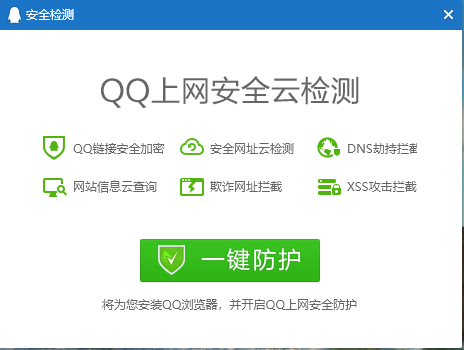 安全检测
QQ上网安全云检测
QQ链接安全加密 安全网址云检测 DNS劫持拦截
网站信息云查询 欺诈网址拦截 XSS攻击拦截
一键防护
将为您安装QQ浏览器，并开启QQ上网安全防护